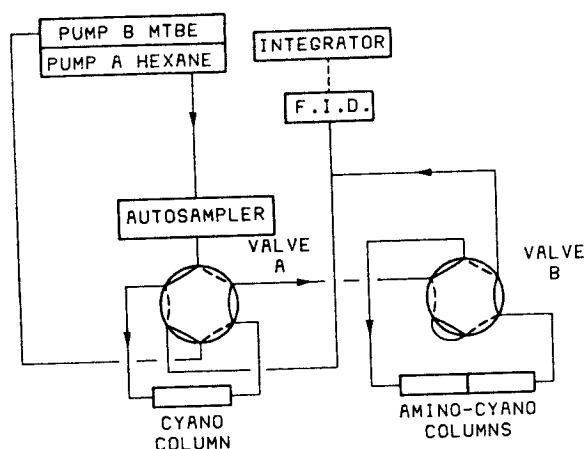 PUMP B MTBE
PUMP A HEXANE
INTEGRATOR
F.I.D.
AUTOSAMPLER
VALVE
A
VALVE
B
CYANO
COLUMN
AMINO-CYANO
COLUMNS